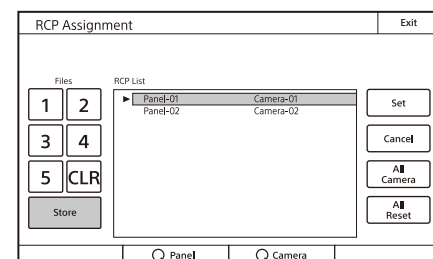 RCP Assignment Exit
Files RCP List
1 2
3 4
5 CLR
Store
Panel-01 Camera-01
Panel-02 Camera-02
Set
Cancel
All
Camera
All
Reset
Panel Camera